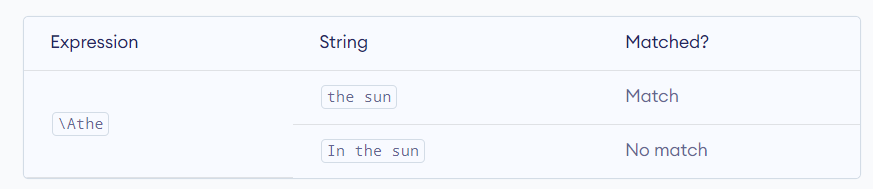 Expression String Matched?
the sun Match
\Athe
In the sun No match